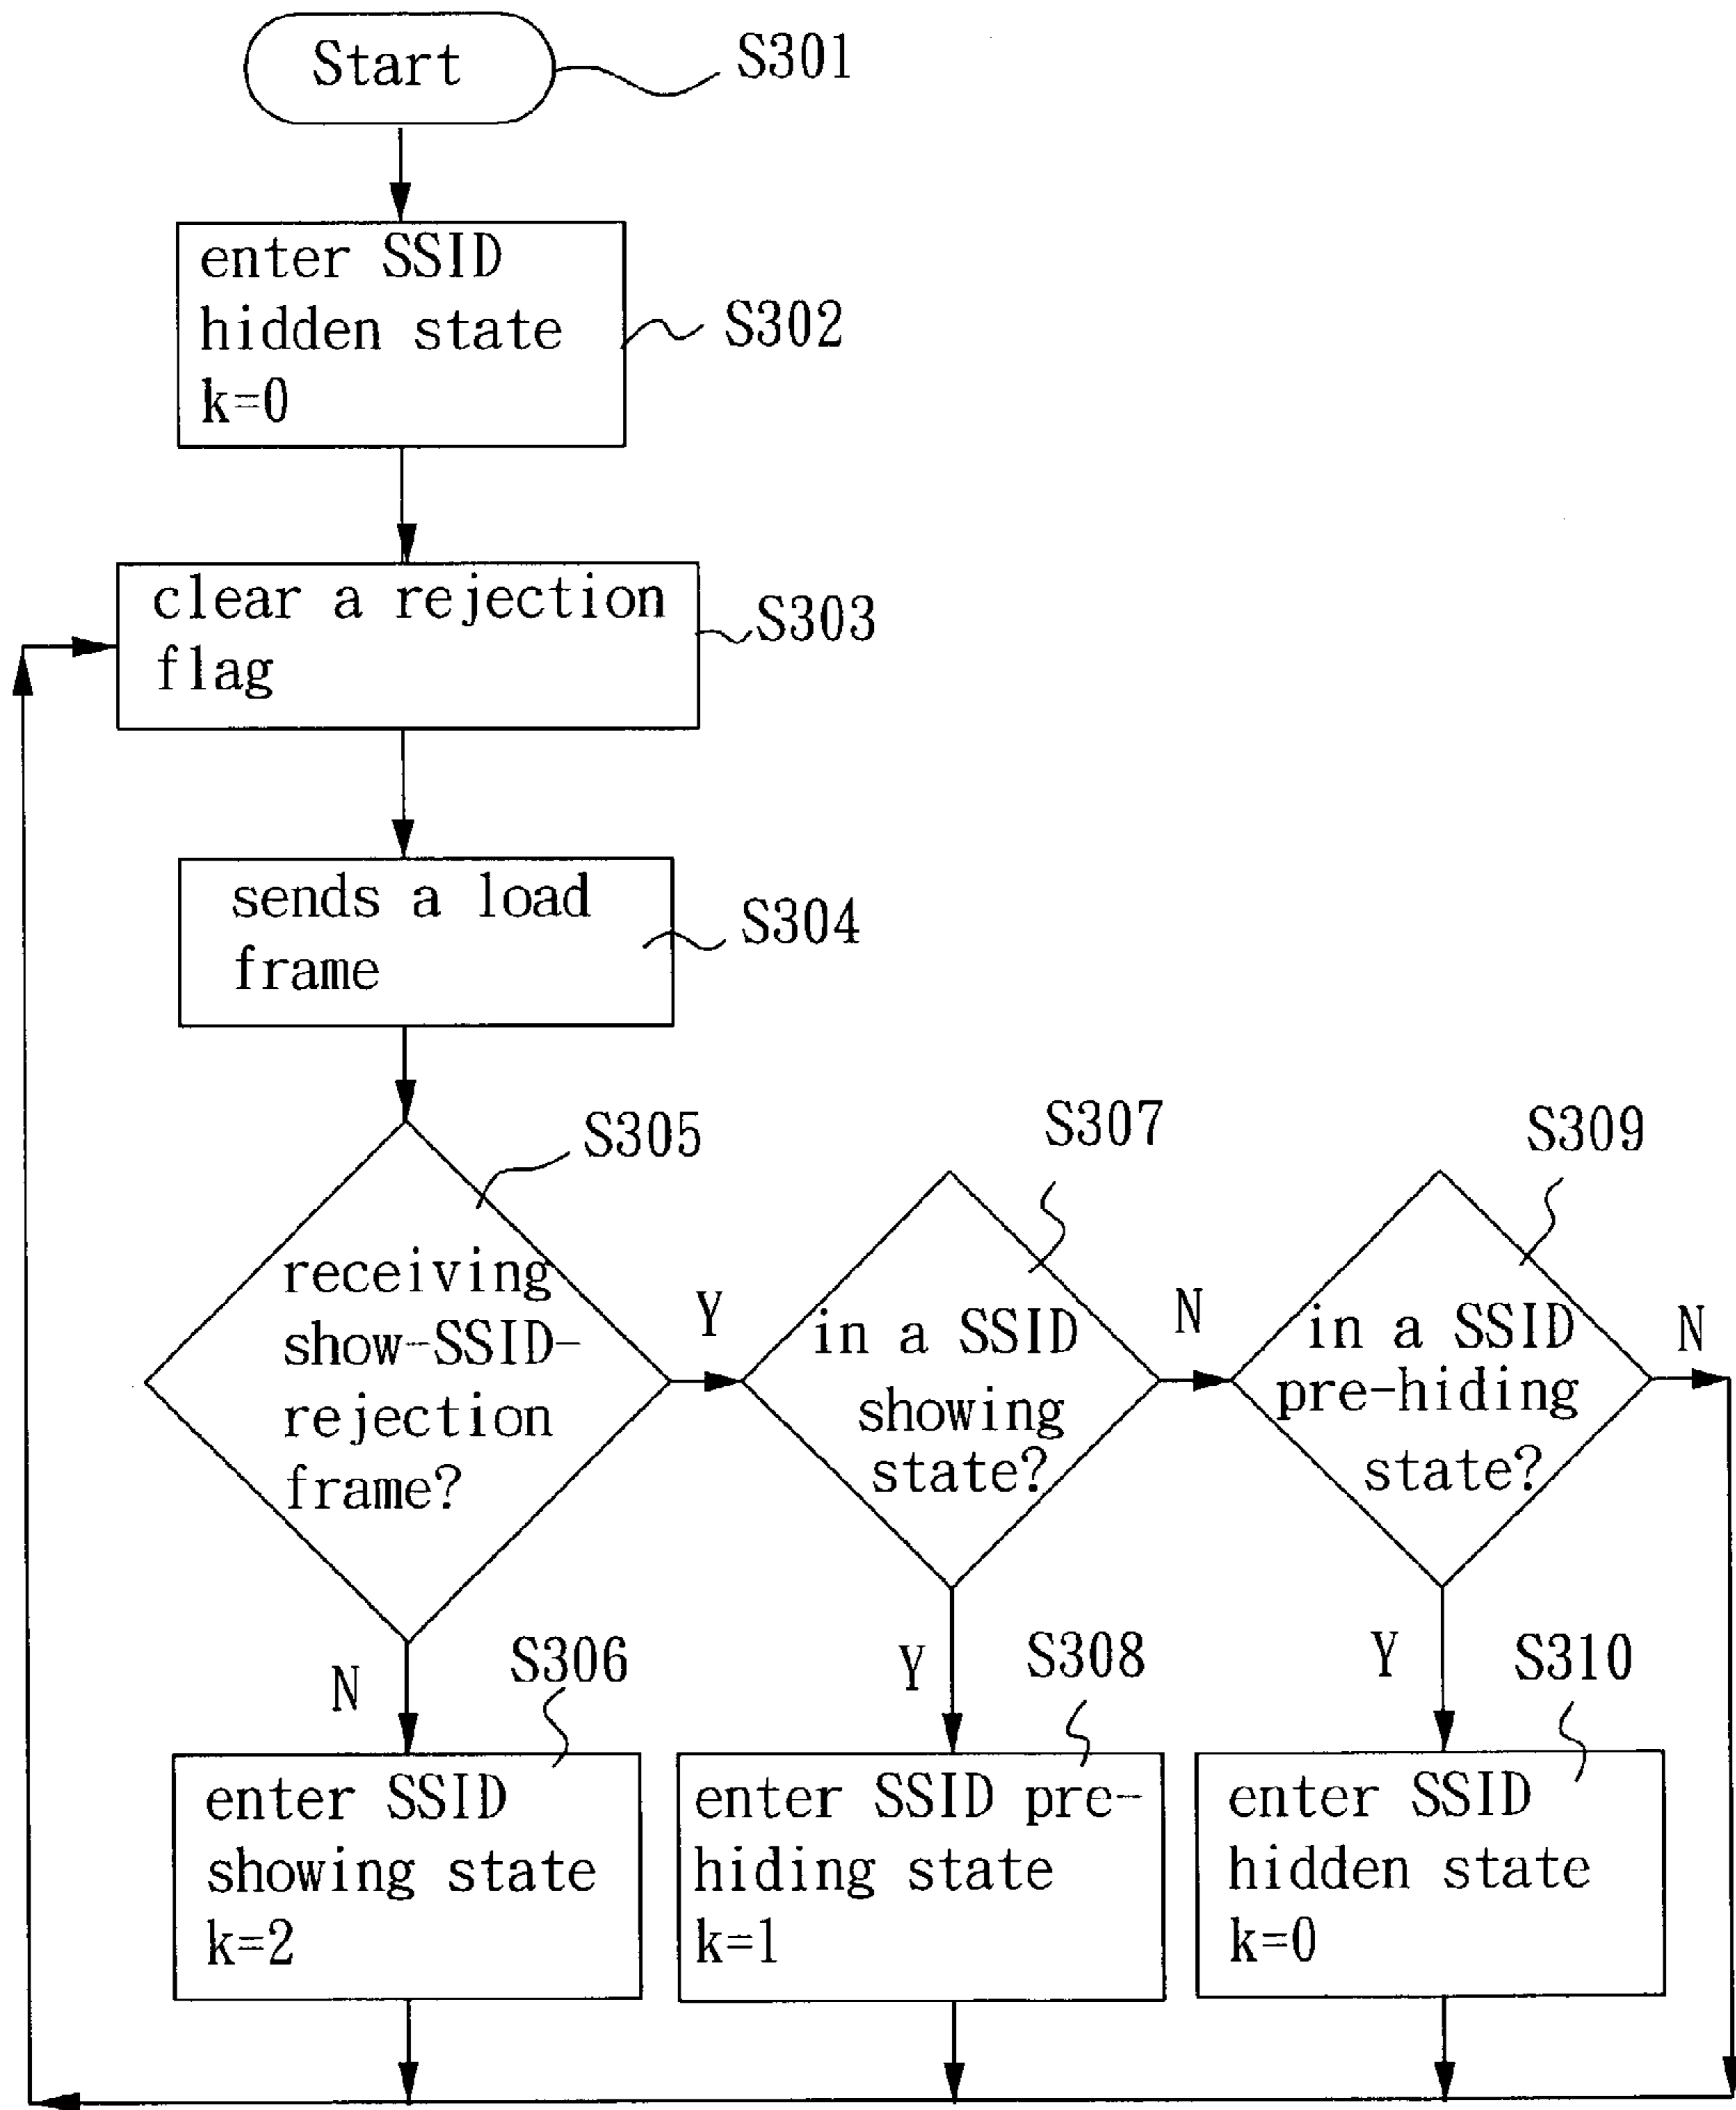 Start
S301
enter SSID
hidden state
k=0
S302
clear a rejection
flag
S303
sends a load
frame
S304
S305
receiving
show-SSID-
rejection
frame?
Y
N
S307
in a SSID
showing
state?
N
Y
S309
in a SSID
pre-hiding
state?
N
Y
S306
enter SSID
showing state
k=2
S308
enter SSID pre-
hiding state
k=1
S310
enter SSID
hidden state
k=0